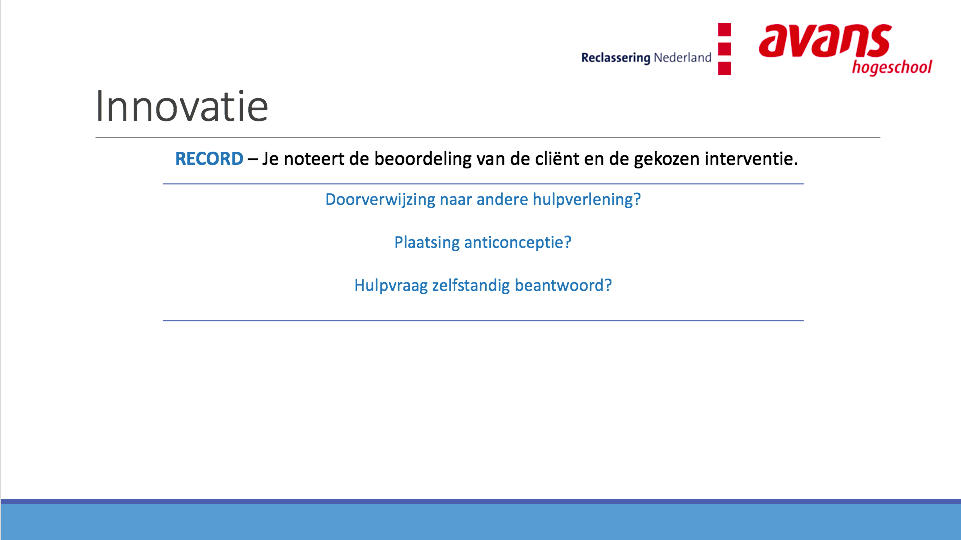 Reclassering Nederland
avans
hogeschool
Innovatie
RECORD – Je noteert de beoordeling van de cliënt en de gekozen interventie.
Doorverwijzing naar andere hulpverlening?
Plaatsing anticonceptie?
Hulpvraag zelfstandig beantwoord?